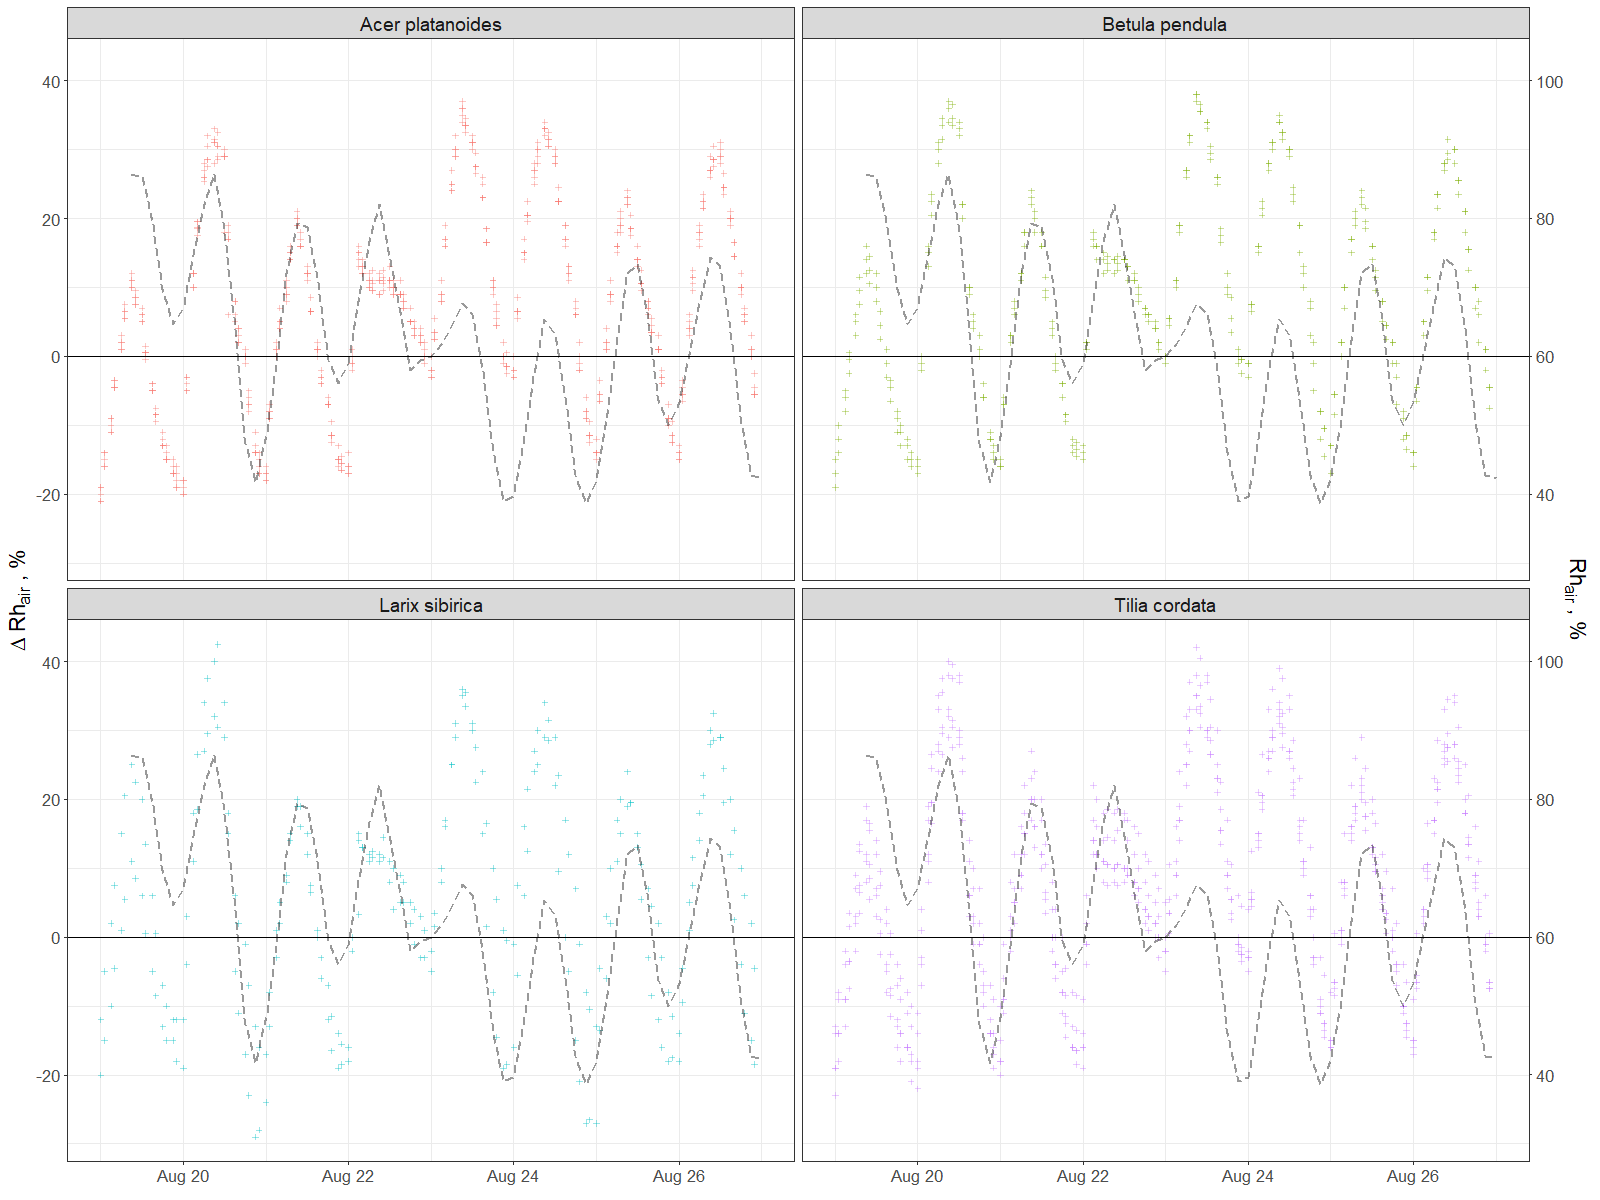 Acer platanoides
Betula pendula
40
20
0
-20
100
80
60
40
Δ Rhair , %
Rhair , %
Larix sibirica
Tilia cordata
40
20
0
-20
100
80
60
40
Aug 20
Aug 22
Aug 24
Aug 26
Aug 20
Aug 22
Aug 24
Aug 26